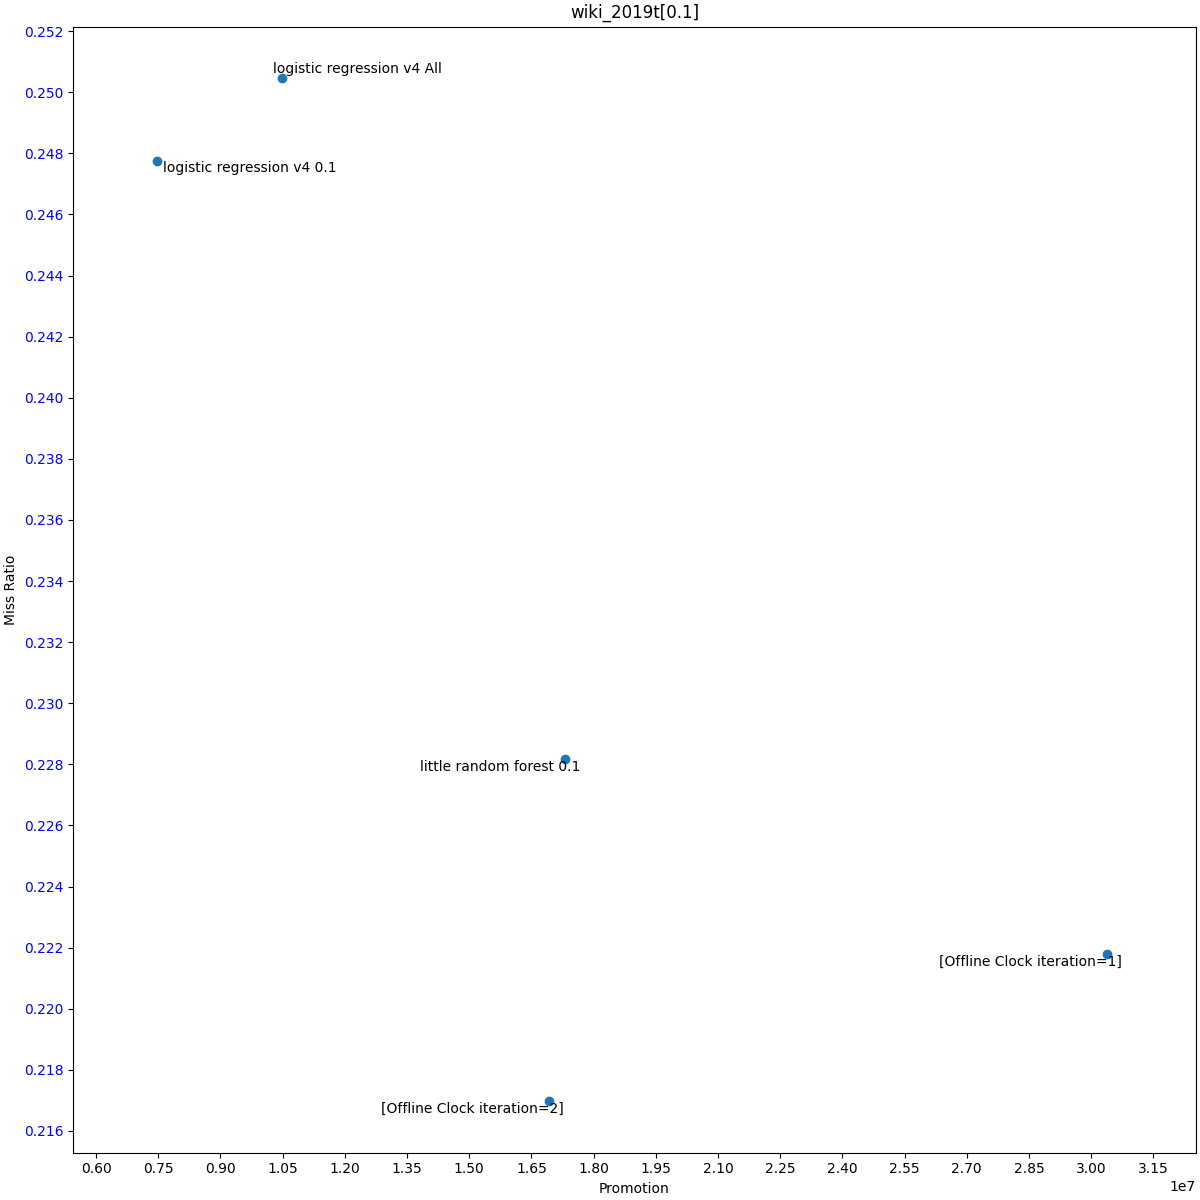 wiki_2019t[0.1]
0.252
0.250
0.248
0.246
0.244
0.242
0.240
0.238
0.236
0.234
0.232
0.230
0.228
0.226
0.224
0.222
0.220
0.218
0.216
Miss Ratio
logistic regression v4 All
logistic regression v4 0.1
little random forest 0.1
[Offline Clock iteration=1]
[Offline Clock iteration=2]
0.60 0.75 0.90 1.05 1.20 1.35 1.50 1.65 1.80 1.95 2.10 2.25 2.40 2.55 2.70 2.85 3.00 3.15
Promotion
1e7